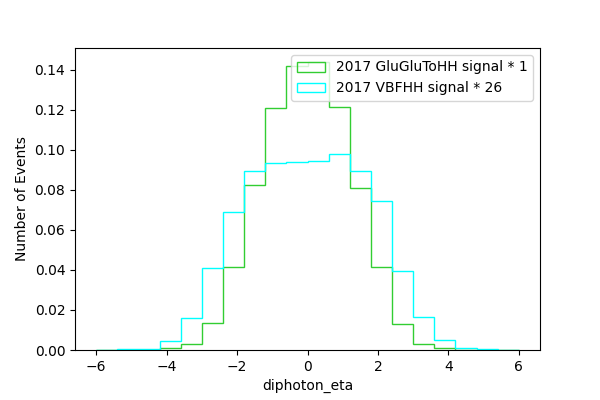 2017 GluGluToHH signal * 1
2017 VBFHH signal * 26
Number of Events
0.14
0.12
0.10
0.08
0.06
0.04
0.02
0.00
−6 −4 −2 0 2 4 6
diphoton_eta